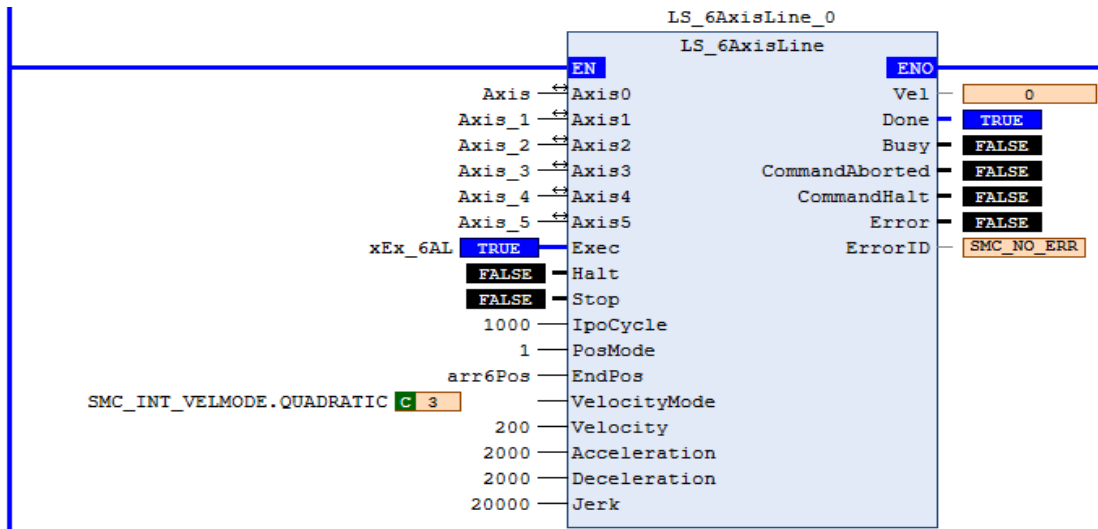 LS_6AxisLine_0
LS_6AxisLine
EN ENO
Axis Axis0 Vel 0
Axis_1 Axis1 Done TRUE
Axis_2 Axis2 Busy FALSE
Axis_3 Axis3 CommandAborted FALSE
Axis_4 Axis4 CommandHalt FALSE
Axis_5 Axis5 Error FALSE
xEx_6AL TRUE Exec ErrorID SMC_NO_ERR
FALSE Halt
FALSE Stop
1000 IpoCycle
1 PosMode
arr6Pos EndPos
SMC_INT_VELMODE.QUADRATIC C 3 VelocityMode
200 Velocity
2000 Acceleration
2000 Deceleration
20000 Jerk